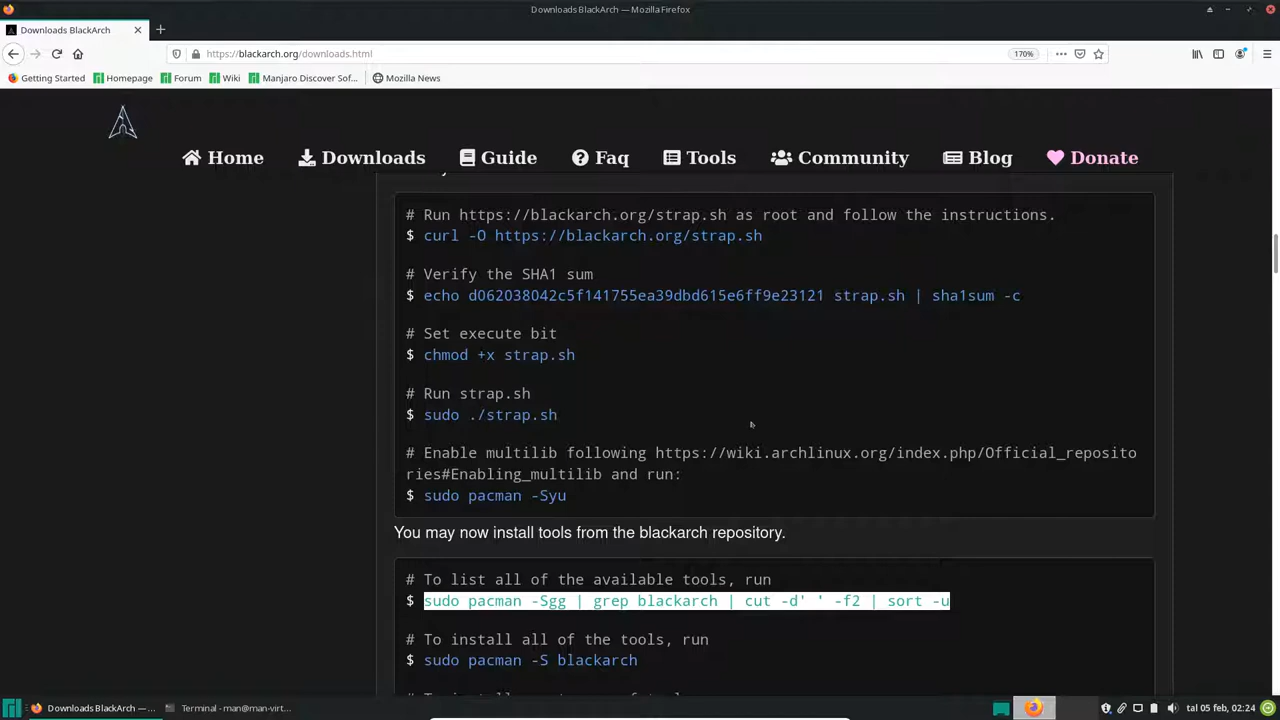 Downloads BlackArch — Mozilla Firefox
Downloads BlackArch
https://blackarch.org/downloads.html
170%
Getting Started
Homepage
Forum
Wiki
Manjaro Discover Sof…
Mozilla News
Home
Downloads
Guide
Faq
Tools
Community
Blog
Donate
# Run https://blackarch.org/strap.sh as root and follow the instructions.
$ curl -O https://blackarch.org/strap.sh
# Verify the SHA1 sum
$ echo d062038042c5f141755ea39dbd615e6ff9e23121 strap.sh | sha1sum -c
# Set execute bit
$ chmod +x strap.sh
# Run strap.sh
$ sudo ./strap.sh
# Enable multilib following https://wiki.archlinux.org/index.php/Official_reposito
ries#Enabling_multilib and run:
$ sudo pacman -Syu
You may now install tools from the blackarch repository.
# To list all of the available tools, run
$ sudo pacman -Sgg | grep blackarch | cut -d' ' -f2 | sort -u
# To install all of the tools, run
$ sudo pacman -S blackarch
Downloads BlackArch — …
Terminal - man@man-virt…
tal 05 feb, 02:24